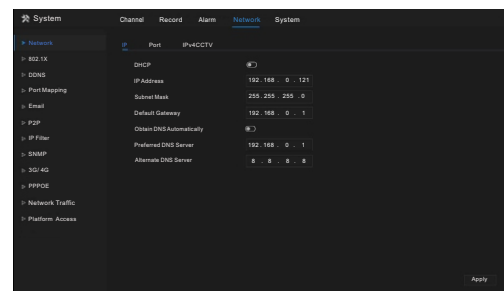 System Channel Record Alarm Network System
Network
IP Port IPv4CCTV
802.1X
DHCP
DDNS
IP Address 192.168 . 0 . 121
Port Mapping
Subnet Mask 255.255.255 .0
Email
Default Gateway 192.168 . 0 . 1
P2P
Obtain DNS Automatically
IP Filter
Preferred DNS Server 192.168 . 0 . 1
SNMP
Alternate DNS Server 8 . 8 . 8 . 8
3G/ 4G
PPPOE
Network Traffic
Platform Access
Apply